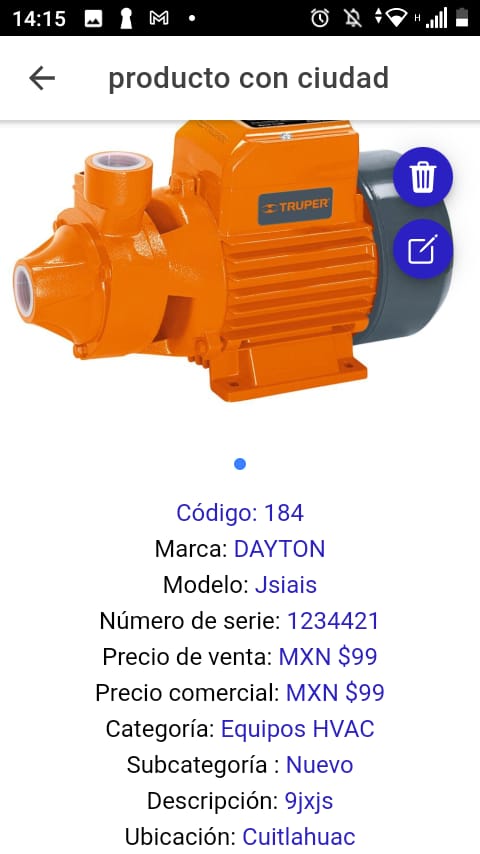 14:15
H
producto con ciudad
TRUPER
Código: 184
Marca: DAYTON
Modelo: Jsiais
Número de serie: 1234421
Precio de venta: MXN $99
Precio comercial: MXN $99
Categoría: Equipos HVAC
Subcategoría : Nuevo
Descripción: 9jxjs
Ubicación: Cuitlahuac